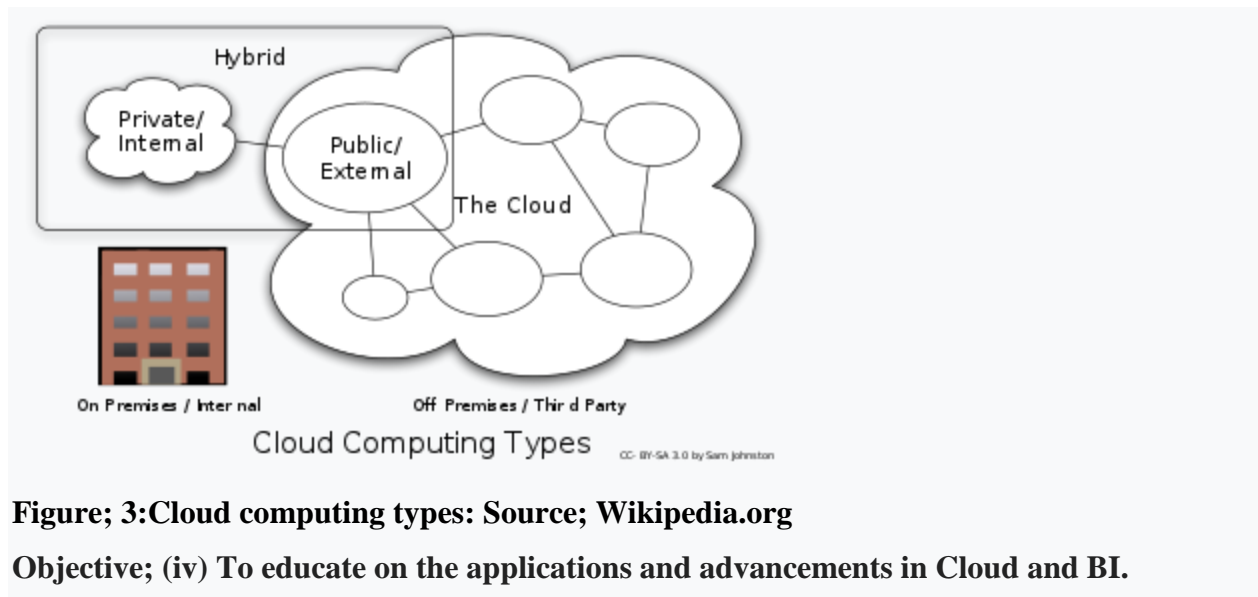 Hybrid
Private/
Internal
Public/
External
The Cloud
On Premises / Internal
Off Premises / Third Party
Cloud Computing Types
CC-BY-SA 3.0 by Sam Johnston
Figure; 3:Cloud computing types: Source; Wikipedia.org
Objective; (iv) To educate on the applications and advancements in Cloud and BI.